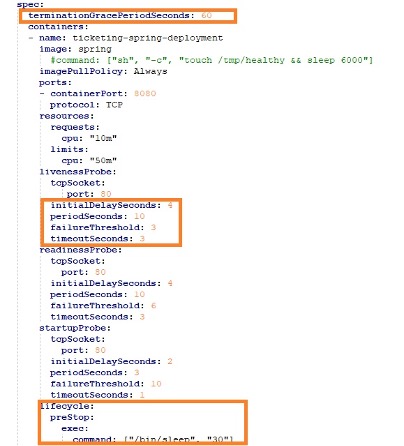 spec:
terminationGracePeriodSeconds: 60
containers:
- name: ticketing-spring-deployment
image: spring
#command: ["sh", "-c", "touch /tmp/healthy && sleep 6000"]
imagePullPolicy: Always
ports:
- containerPort: 8080
protocol: TCP
resources:
requests:
cpu: "10m"
limits:
cpu: "50m"
livenessProbe:
tcpSocket:
port: 80
initialDelaySeconds: 4
periodSeconds: 10
failureThreshold: 3
timeoutSeconds: 3
readinessProbe:
tcpSocket:
port: 80
initialDelaySeconds: 4
periodSeconds: 10
failureThreshold: 6
timeoutSeconds: 3
startupProbe:
tcpSocket:
port: 80
initialDelaySeconds: 2
periodSeconds: 3
failureThreshold: 10
timeoutSeconds: 1
lifecycle:
preStop:
exec:
command: ["/bin/sleep", "30"]